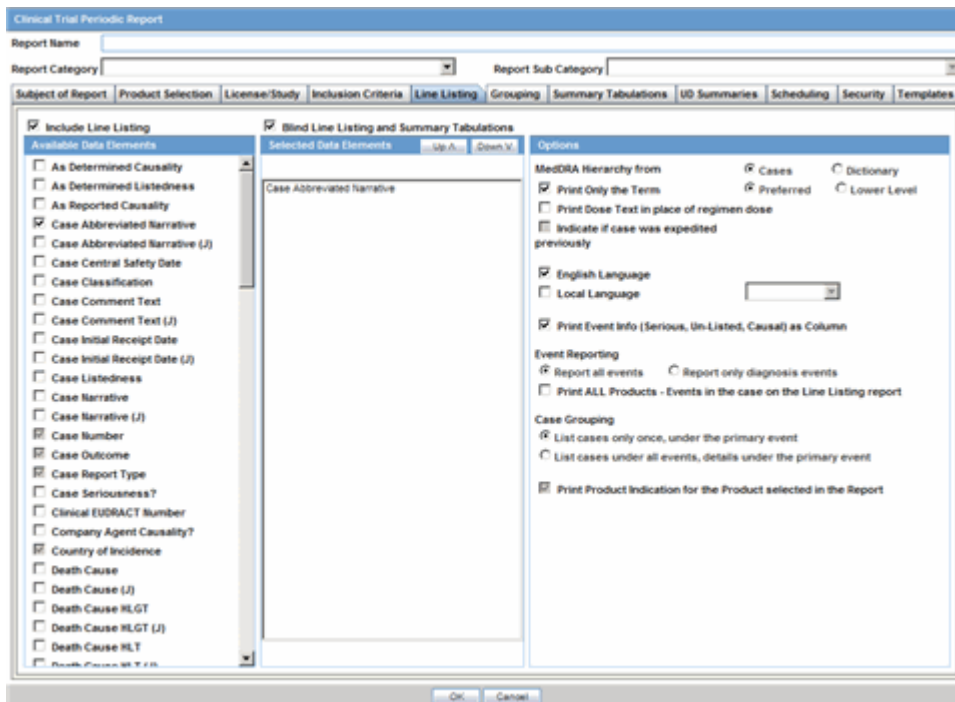 Clinical Trial Periodic Report
Report Name
Report Category Report Sub Category
Subject of Report Product Selection License/Study Inclusion Criteria Line Listing Grouping Summary Tabulations UD Summaries Scheduling Security Templates
Include Line Listing
Blind Line Listing and Summary Tabulations
Available Data Elements
As Determined Causality
As Determined Listedness
As Reported Causality
Case Abbreviated Narrative
Case Abbreviated Narrative (J)
Case Central Safety Date
Case Classification
Case Comment Text
Case Comment Text (J)
Case Initial Receipt Date
Case Initial Receipt Date (J)
Case Listedness
Case Narrative
Case Narrative (J)
Case Number
Case Outcome
Case Report Type
Case Seriousness?
Clinical EUDRACT Number
Company Agent Causality?
Country of Incidence
Death Cause
Death Cause (J)
Death Cause HLGT
Death Cause HLGT (J)
Death Cause HLT
Death Cause HLT (J)
Selected Data Elements Up Λ Down V
Case Abbreviated Narrative
Options
MedDRA Hierarchy from Cases Dictionary
Print Only the Term Preferred Lower Level
Print Dose Text in place of regimen dose
Indicate if case was expedited
previously
English Language
Local Language
Print Event Info (Serious, Un-Listed, Causal) as Column
Event Reporting
Report all events Report only diagnosis events
Print ALL Products - Events in the case on the Line Listing report
Case Grouping
List cases only once, under the primary event
List cases under all events, details under the primary event
Print Product Indication for the Product selected in the Report
OK Cancel